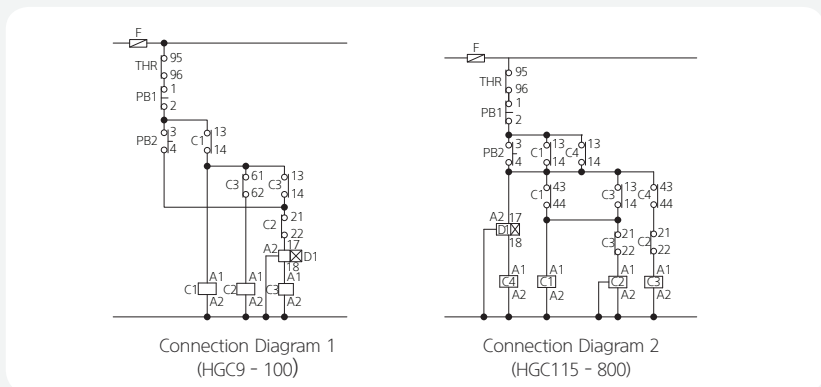 F
95
THR
96
1
PB1
2
3
PB2
4
13
C1
14
61
C3
62
13
C3
14
21
C2
22
17
A2
D1
18
A1
C1
A2
A1
C2
A2
A1
C3
A2
Connection Diagram 1
(HGC9 - 100)
F
95
THR
96
1
PB1
2
3
PB2
4
13
C1
14
13
C4
14
43
C1
44
13
C3
14
43
C4
44
A2 17
D1
18
21
C3
22
21
C2
22
A1
C4
A2
A1
C1
A2
A1
C2
A2
A1
C3
A2
Connection Diagram 2
(HGC115 - 800)